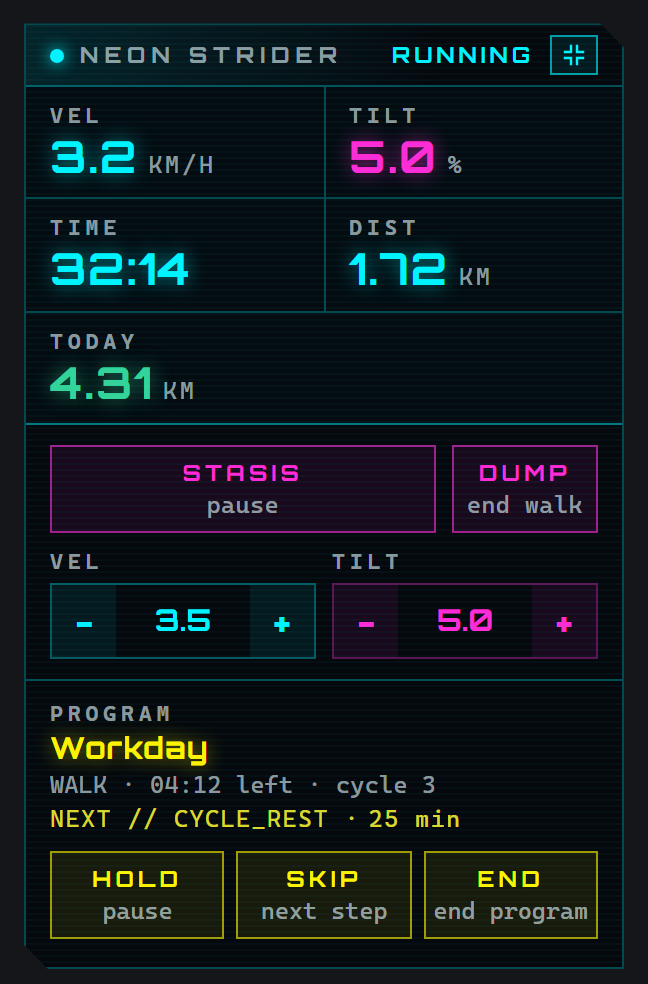 NEON STRIDER RUNNING
VEL TILT
3.2 KM/H 5.0 %
TIME DIST
32:14 1.72 KM
TODAY
4.31 KM
STASIS DUMP
pause end walk
VEL TILT
- 3.5 + - 5.0 +
PROGRAM
Workday
WALK · 04:12 left · cycle 3
NEXT // CYCLE_REST · 25 min
HOLD SKIP END
pause next step end program